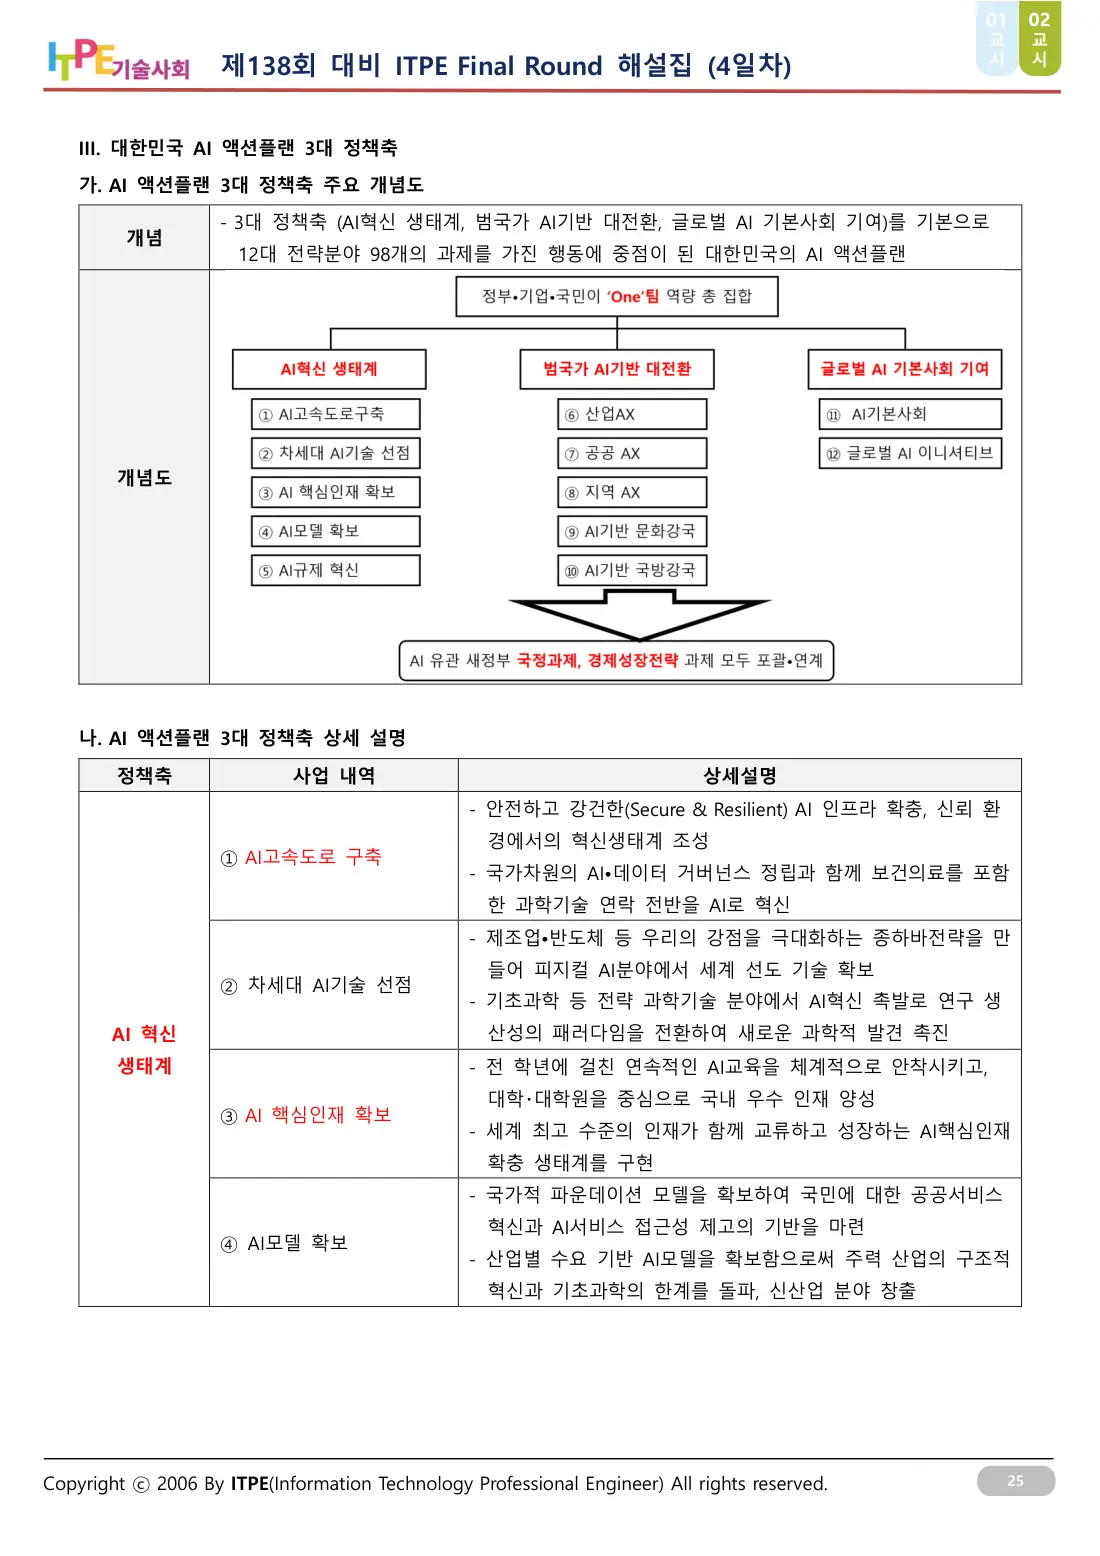 01
교
시
02
교
시
ITPE기술사회 제138회 대비 ITPE Final Round 해설집 (4일차)
III. 대한민국 AI 액션플랜 3대 정책축
가. AI 액션플랜 3대 정책축 주요 개념도
개념
- 3대 정책축 (AI혁신 생태계, 범국가 AI기반 대전환, 글로벌 AI 기본사회 기여)를 기본으로
12대 전략분야 98개의 과제를 가진 행동에 중점이 된 대한민국의 AI 액션플랜
개념도
정부•기업•국민이 ‘One’팀 역량 총 집합
AI혁신 생태계
① AI고속도로구축
② 차세대 AI기술 선점
③ AI 핵심인재 확보
④ AI모델 확보
⑤ AI규제 혁신
범국가 AI기반 대전환
⑥ 산업AX
⑦ 공공 AX
⑧ 지역 AX
⑨ AI기반 문화강국
⑩ AI기반 국방강국
글로벌 AI 기본사회 기여
⑪ AI기본사회
⑫ 글로벌 AI 이니셔티브
AI 유관 새정부 국정과제, 경제성장전략 과제 모두 포괄•연계
나. AI 액션플랜 3대 정책축 상세 설명
정책축 사업 내역 상세설명
AI 혁신
생태계
① AI고속도로 구축
- 안전하고 강건한(Secure & Resilient) AI 인프라 확충, 신뢰 환
경에서의 혁신생태계 조성
- 국가차원의 AI•데이터 거버넌스 정립과 함께 보건의료를 포함
한 과학기술 연락 전반을 AI로 혁신
② 차세대 AI기술 선점
- 제조업•반도체 등 우리의 강점을 극대화하는 종하바전략을 만
들어 피지컬 AI분야에서 세계 선도 기술 확보
- 기초과학 등 전략 과학기술 분야에서 AI혁신 촉발로 연구 생
산성의 패러다임을 전환하여 새로운 과학적 발견 촉진
③ AI 핵심인재 확보
- 전 학년에 걸친 연속적인 AI교육을 체계적으로 안착시키고,
대학·대학원을 중심으로 국내 우수 인재 양성
- 세계 최고 수준의 인재가 함께 교류하고 성장하는 AI핵심인재
확충 생태계를 구현
④ AI모델 확보
- 국가적 파운데이션 모델을 확보하여 국민에 대한 공공서비스
혁신과 AI서비스 접근성 제고의 기반을 마련
- 산업별 수요 기반 AI모델을 확보함으로써 주력 산업의 구조적
혁신과 기초과학의 한계를 돌파, 신산업 분야 창출
Copyright ⓒ 2006 By ITPE(Information Technology Professional Engineer) All rights reserved.
25